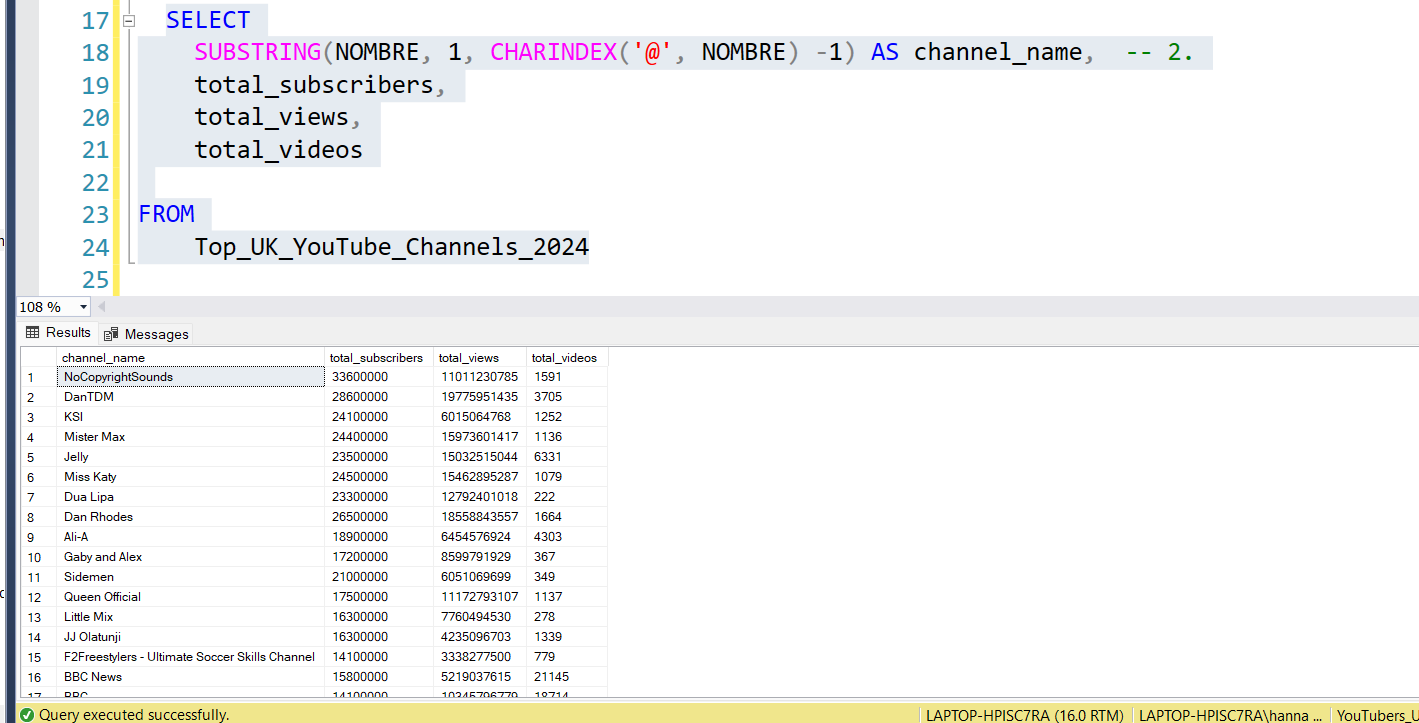 17 SELECT
18 SUBSTRING(NOMBRE, 1, CHARINDEX('@', NOMBRE) -1) AS channel_name, -- 2.
19 total_subscribers,
20 total_views,
21 total_videos
22
23 FROM
24 Top_UK_YouTube_Channels_2024
25
108 %
Results Messages
channel_name total_subscribers total_views total_videos
1 NoCopyrightSounds 33600000 11011230785 1591
2 DanTDM 28600000 19775951435 3705
3 KSI 24100000 6015064768 1252
4 Mister Max 24400000 15973601417 1136
5 Jelly 23500000 15032515044 6331
6 Miss Katy 24500000 15462895287 1079
7 Dua Lipa 23300000 12792401018 222
8 Dan Rhodes 26500000 18558843557 1664
9 Ali-A 18900000 6454576924 4303
10 Gaby and Alex 17200000 8599791929 367
11 Sidemen 21000000 6051069699 349
12 Queen Official 17500000 11172793107 1137
13 Little Mix 16300000 7760494530 278
14 JJ Olatunji 16300000 4235096703 1339
15 F2Freestylers - Ultimate Soccer Skills Channel 14100000 3338277500 779
16 BBC News 15800000 5219037615 21145
17 BBC 14100000 10345796779 18714
Query executed successfully. LAPTOP-HPISC7RA (16.0 RTM) LAPTOP-HPISC7RA\hanna ... YouTubers_U